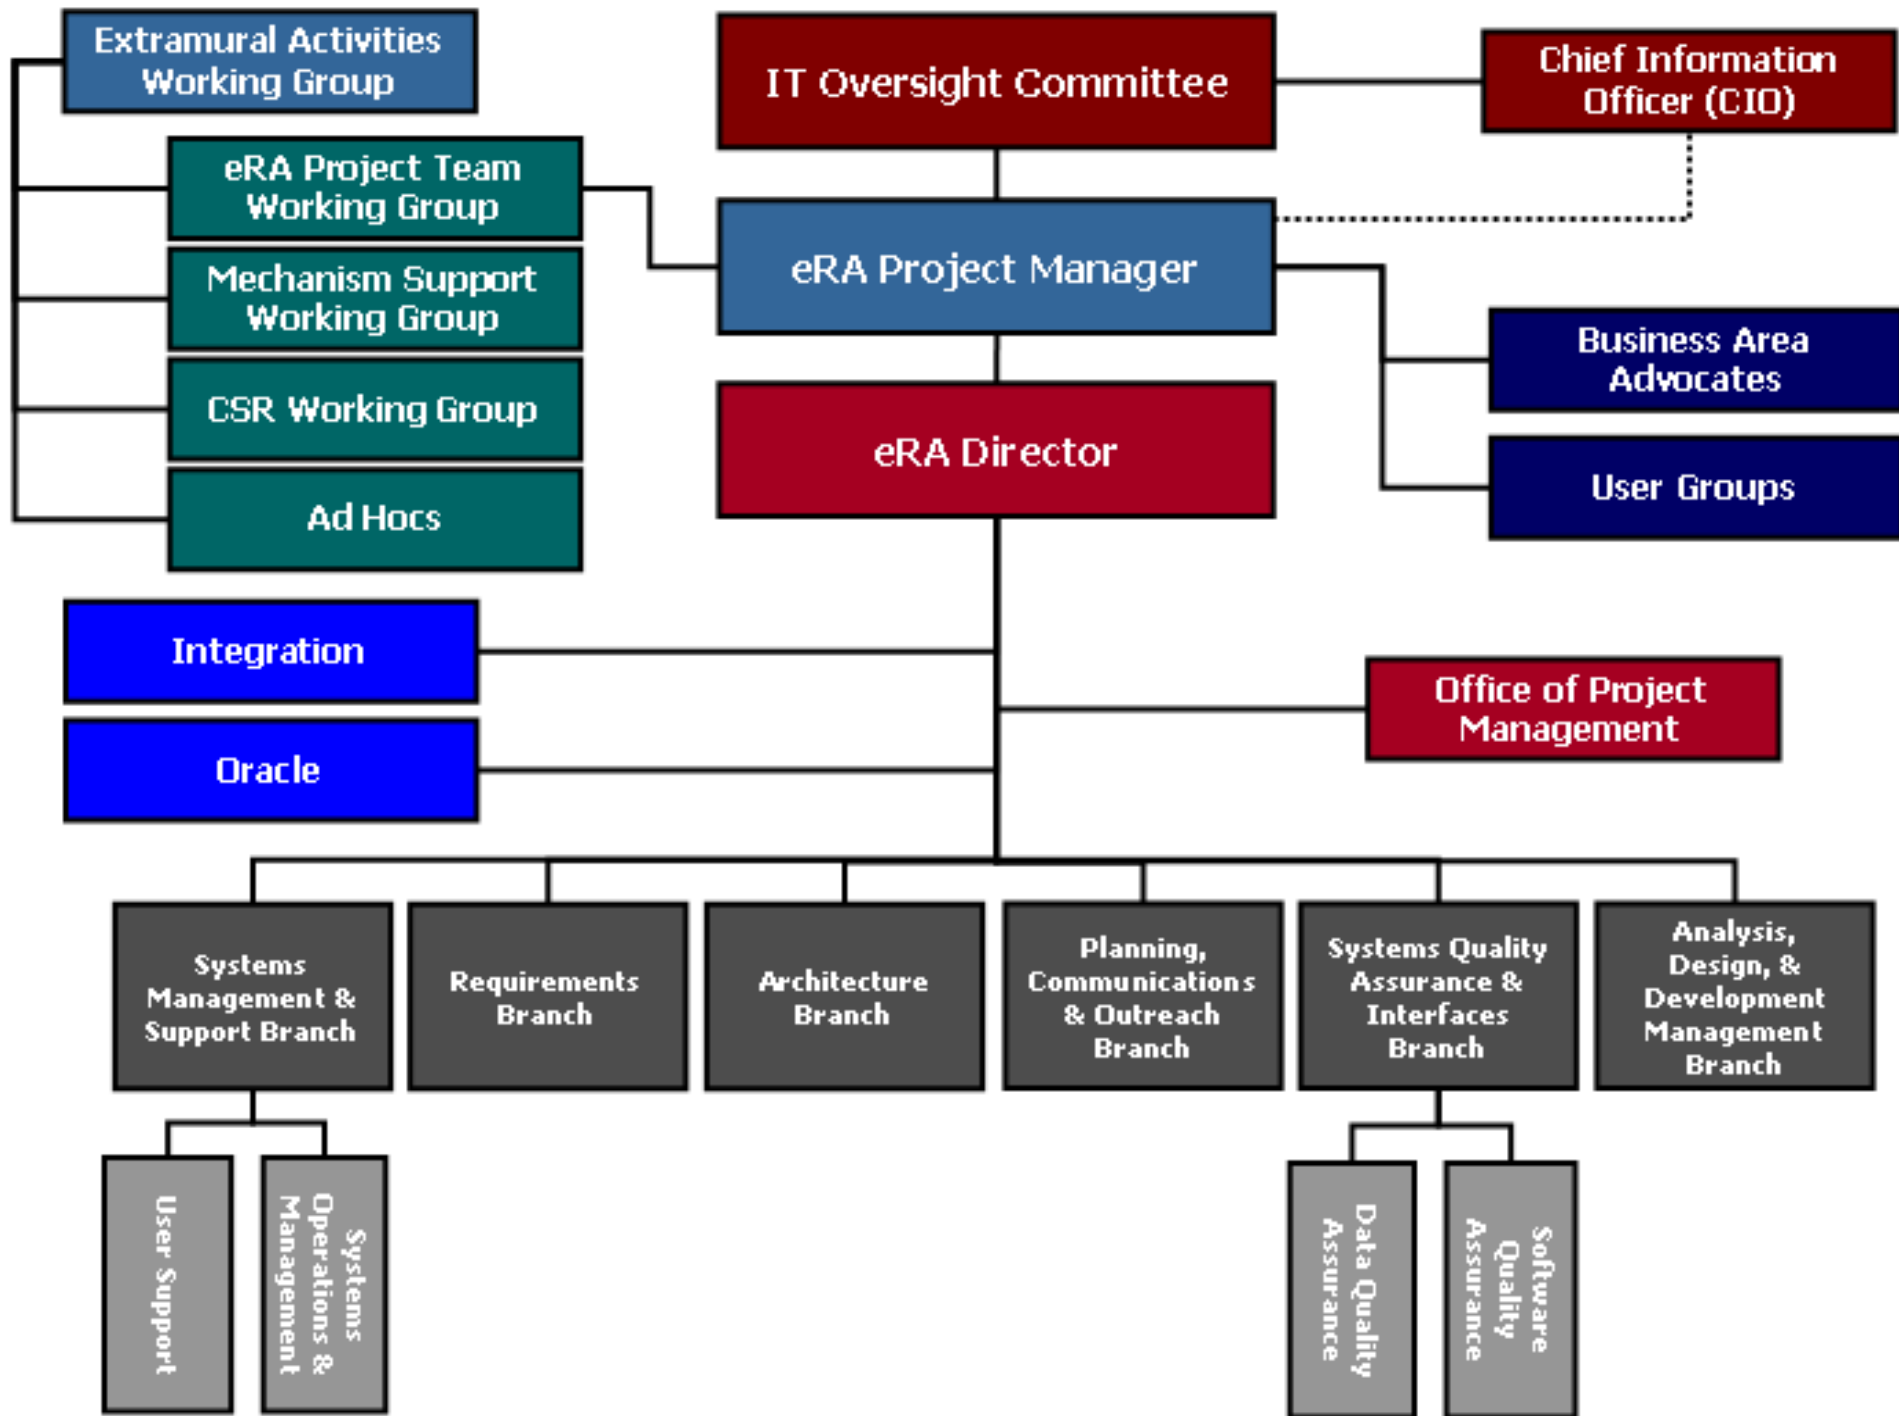 Extramural Activities
Working Group
IT Oversight Committee
Chief Information
Officer (CIO)
eRA Project Team
Working Group
Mechanism Support
Working Group
CSR Working Group
Ad Hocs
eRA Project Manager
eRA Director
Business Area
Advocates
User Groups
Integration
Oracle
Office of Project
Management
Systems
Management &
Support Branch
Requirements
Branch
Architecture
Branch
Planning,
Communications
& Outreach
Branch
Systems Quality
Assurance &
Interfaces
Branch
Analysis,
Design, &
Development
Management
Branch
User Support
Systems
Operations &
Management
Data Quality
Assurance
Software
Quality
Assurance